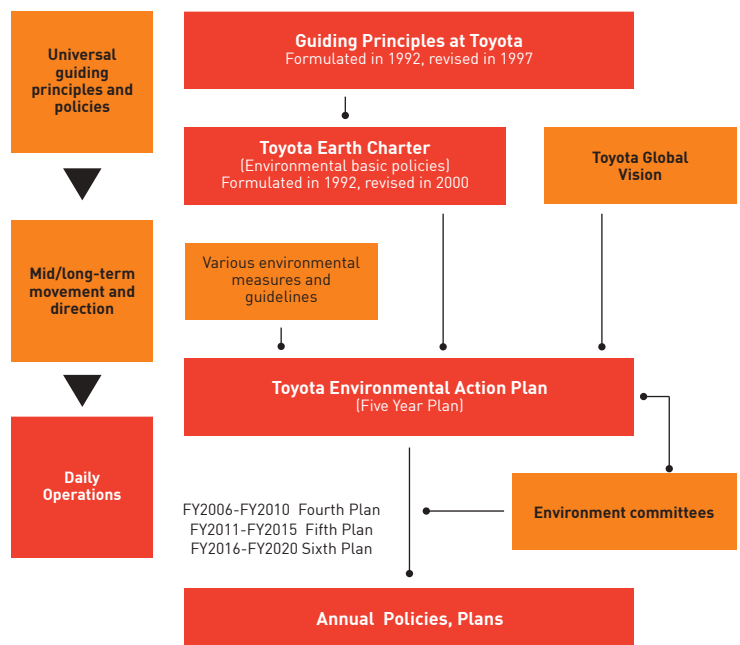 Universal
guiding
principles and
policies
Mid/long-term
movement and
direction
Daily
Operations
Guiding Principles at Toyota
Formulated in 1992, revised in 1997
Toyota Earth Charter
(Environmental basic policies)
Formulated in 1992, revised in 2000
Toyota Global
Vision
Various environmental
measures and
guidelines
Toyota Environmental Action Plan
(Five Year Plan)
FY2006-FY2010 Fourth Plan
FY2011-FY2015 Fifth Plan
FY2016-FY2020 Sixth Plan
Environment committees
Annual Policies, Plans